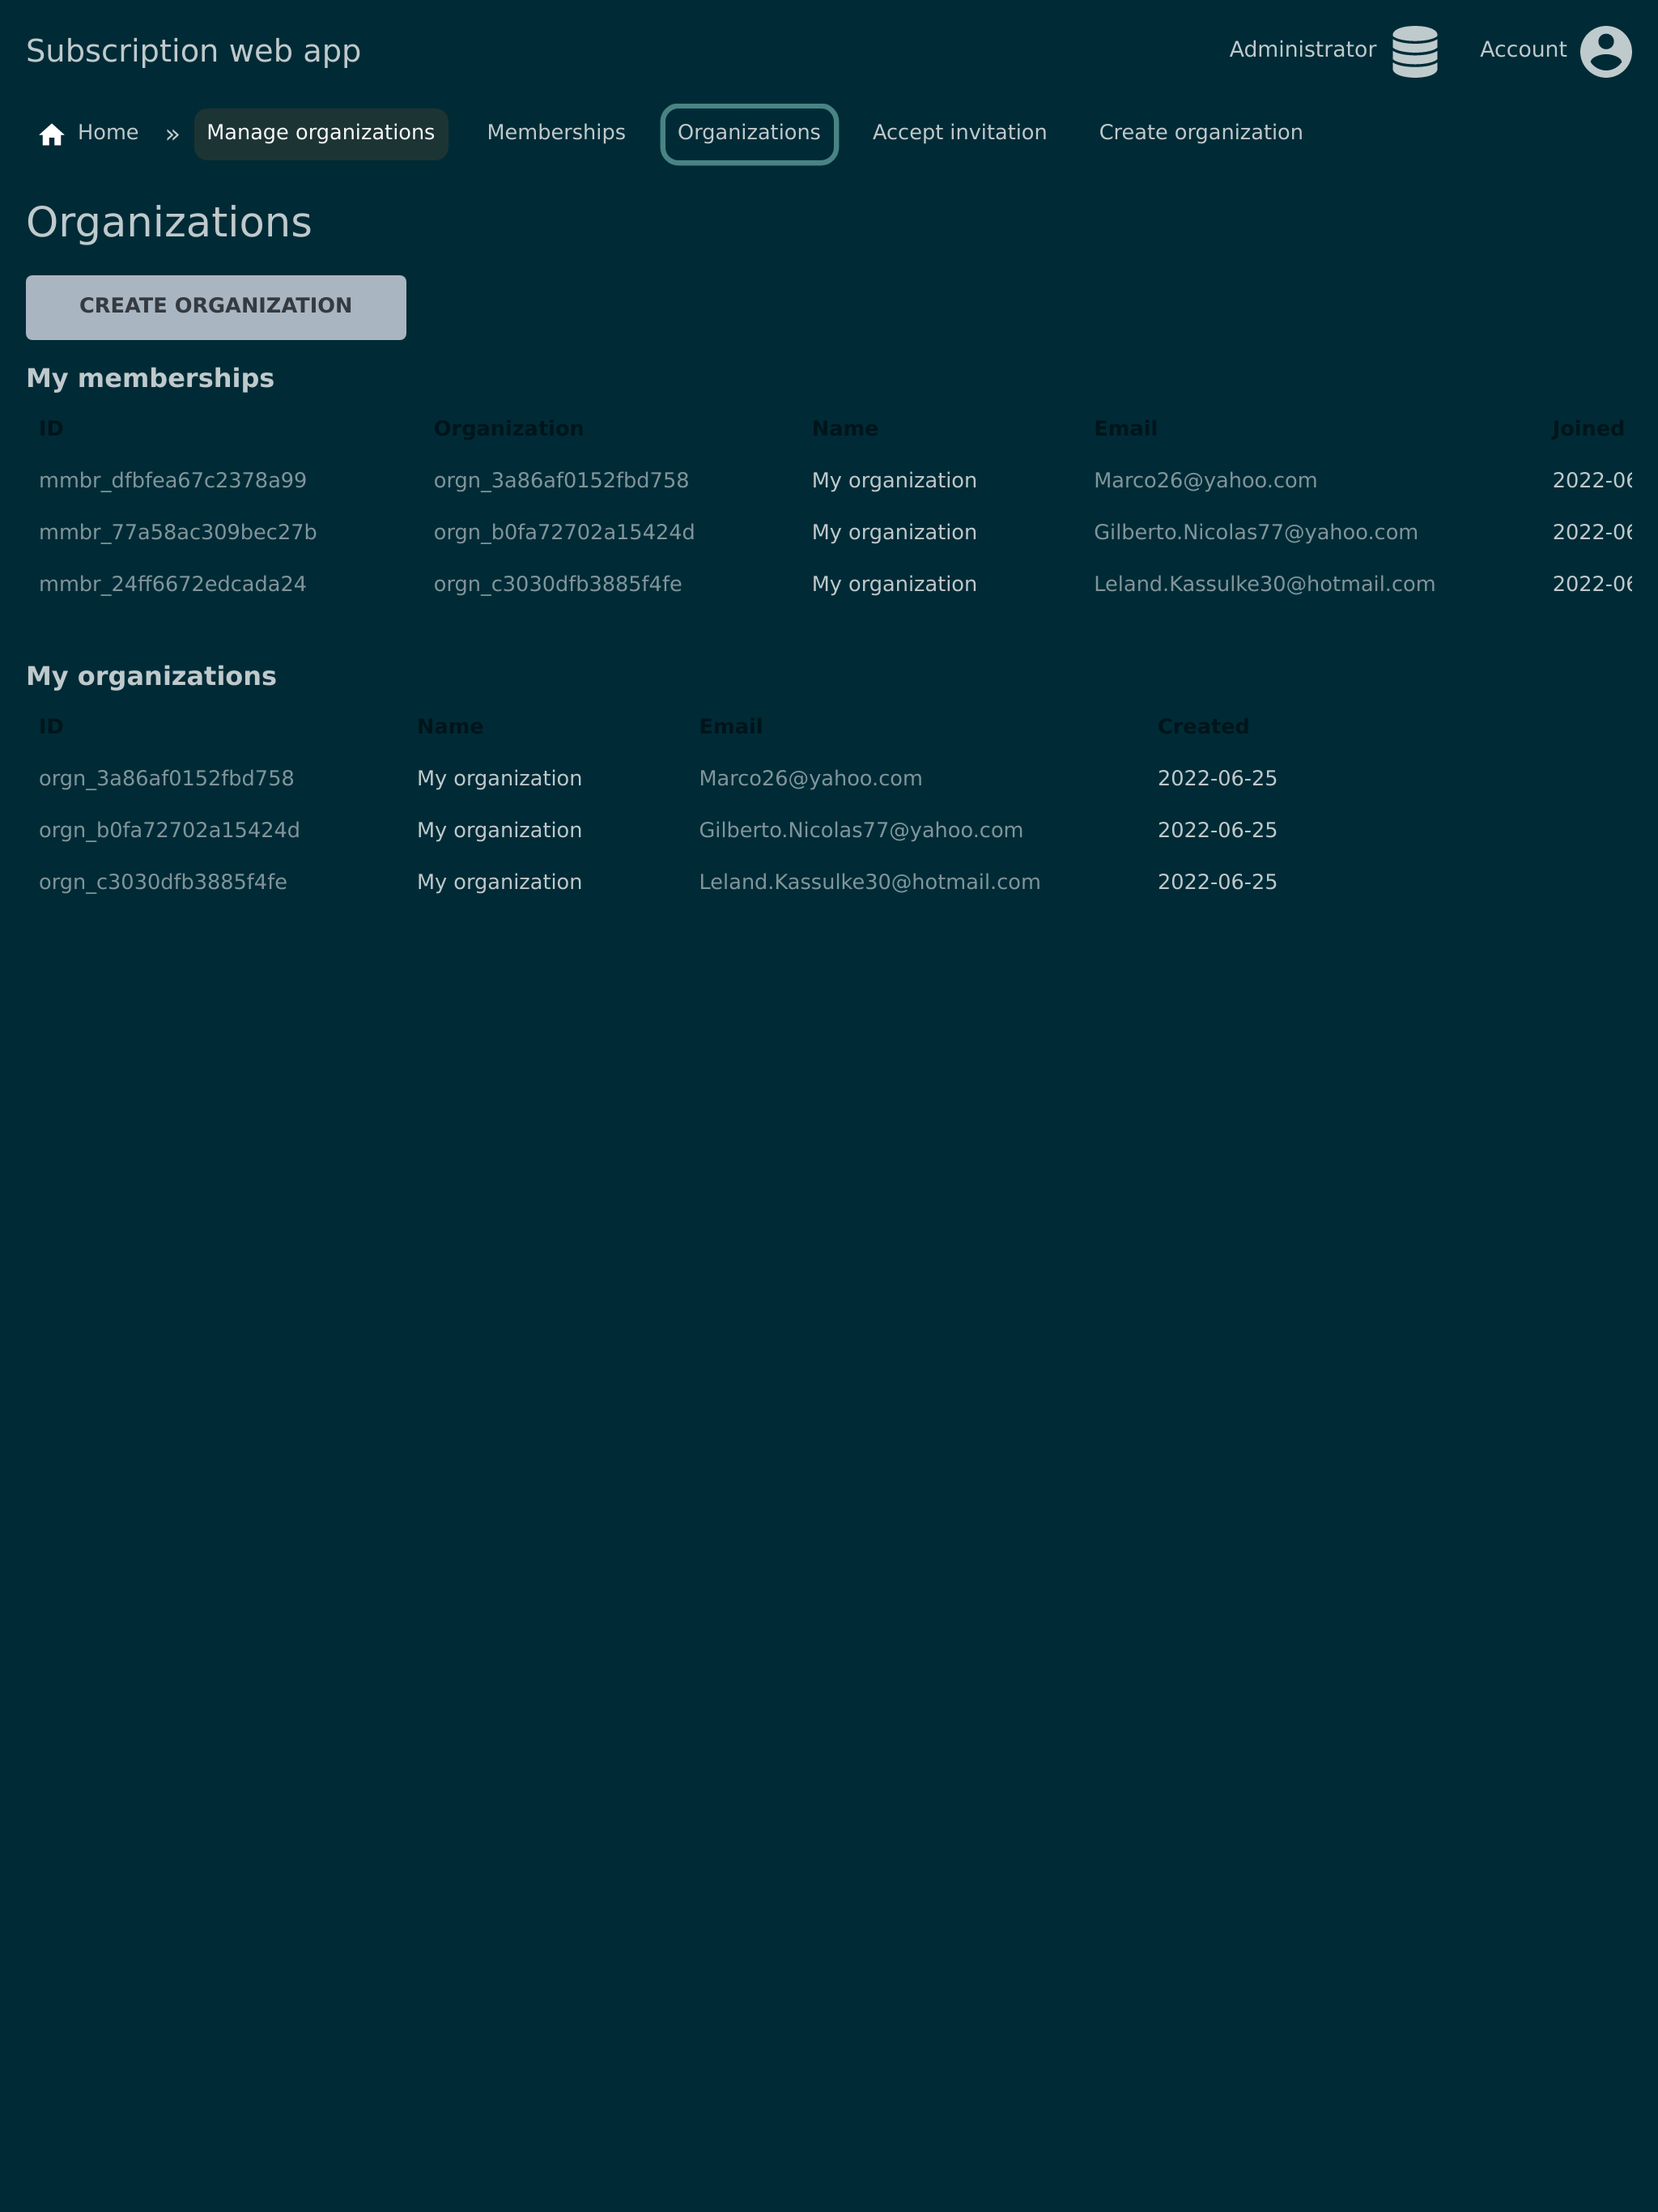 Subscription web app Administrator Account
Home » Manage organizations Memberships Organizations Accept invitation Create organization
Organizations
CREATE ORGANIZATION
My memberships
ID Organization Name Email Joined
mmbr_dfbfea67c2378a99 orgn_3a86af0152fbd758 My organization Marco26@yahoo.com 2022-06
mmbr_77a58ac309bec27b orgn_b0fa72702a15424d My organization Gilberto.Nicolas77@yahoo.com 2022-06
mmbr_24ff6672edcada24 orgn_c3030dfb3885f4fe My organization Leland.Kassulke30@hotmail.com 2022-06
My organizations
ID Name Email Created
orgn_3a86af0152fbd758 My organization Marco26@yahoo.com 2022-06-25
orgn_b0fa72702a15424d My organization Gilberto.Nicolas77@yahoo.com 2022-06-25
orgn_c3030dfb3885f4fe My organization Leland.Kassulke30@hotmail.com 2022-06-25